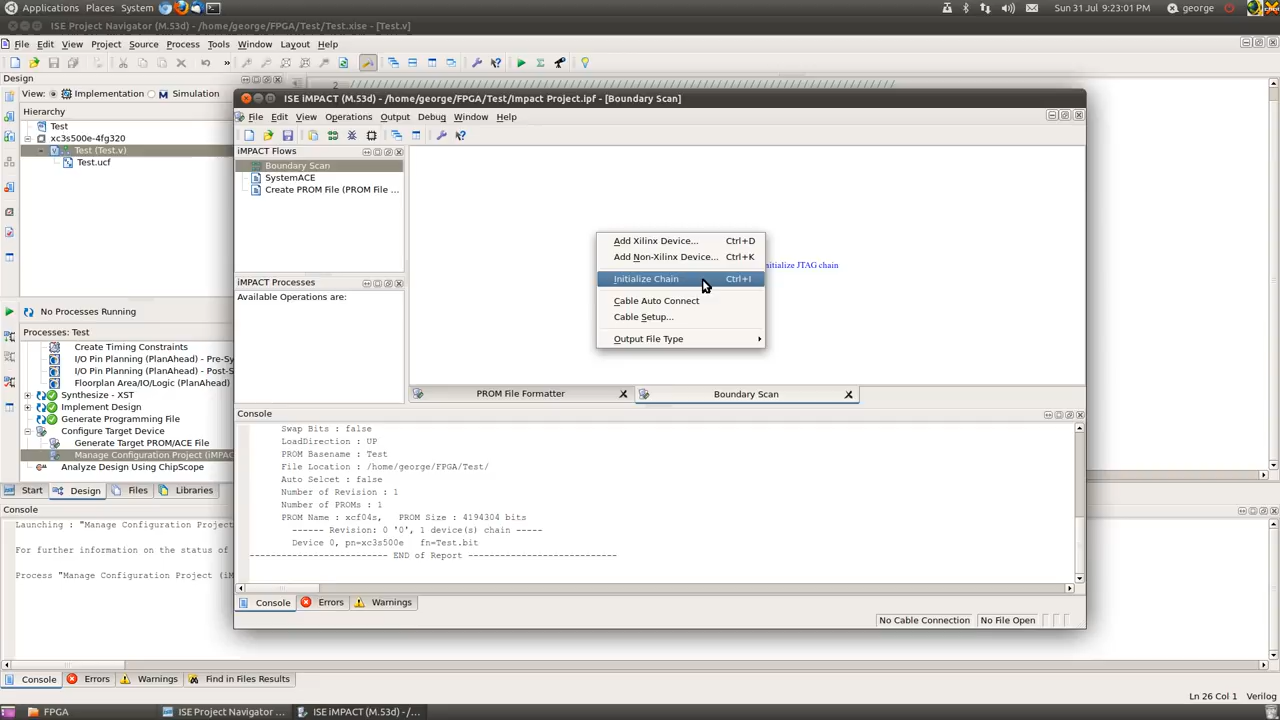 Applications Places System Sun 31 Jul 9:23:01 PM george
ISE Project Navigator (M.53d) - /home/george/FPGA/Test/Test.xise - [Test.v]
File Edit View Project Source Process Tools Window Layout Help
Design
View: Implementation Simulation
Hierarchy
Test
xc3s500e-4fg320
Test (Test.v)
Test.ucf
2 ////////////////////////////////////////////////////////////////////////////////
No Processes Running
Processes: Test
Create Timing Constraints
I/O Pin Planning (PlanAhead) - Pre-Sy
I/O Pin Planning (PlanAhead) - Post-S
Floorplan Area/IO/Logic (PlanAhead)
Synthesize - XST
Implement Design
Generate Programming File
Configure Target Device
Generate Target PROM/ACE File
Manage Configuration Project (iMPAC
Analyze Design Using ChipScope
Start Design Files Libraries
Console
Launching : "Manage Configuration Project
For further information on the status of
Process "Manage Configuration Project (iM
Console Errors Warnings Find in Files Results
Ln 26 Col 1 Verilog
ISE iMPACT (M.53d) - /home/george/FPGA/Test/Impact Project.ipf - [Boundary Scan]
File Edit View Operations Output Debug Window Help
iMPACT Flows
Boundary Scan
SystemACE
Create PROM File (PROM File ...
iMPACT Processes
Available Operations are:
Add Xilinx Device... Ctrl+D
Add Non-Xilinx Device... Ctrl+K
Initialize Chain Ctrl+I
Cable Auto Connect
Cable Setup...
Output File Type
nitialize JTAG chain
PROM File Formatter Boundary Scan
Console
Swap Bits : false
LoadDirection : UP
PROM Basename : Test
File Location : /home/george/FPGA/Test/
Auto Selcet : false
Number of Revision : 1
Number of PROMs : 1
PROM Name : xcf04s, PROM Size : 4194304 bits
------ Revision: 0 '0', 1 device(s) chain -----
Device 0, pn=xc3s500e fn=Test.bit
------------------------- END of Report ---------------------------
Console Errors Warnings
No Cable Connection No File Open
FPGA ISE Project Navigator ... ISE iMPACT (M.53d) - /...